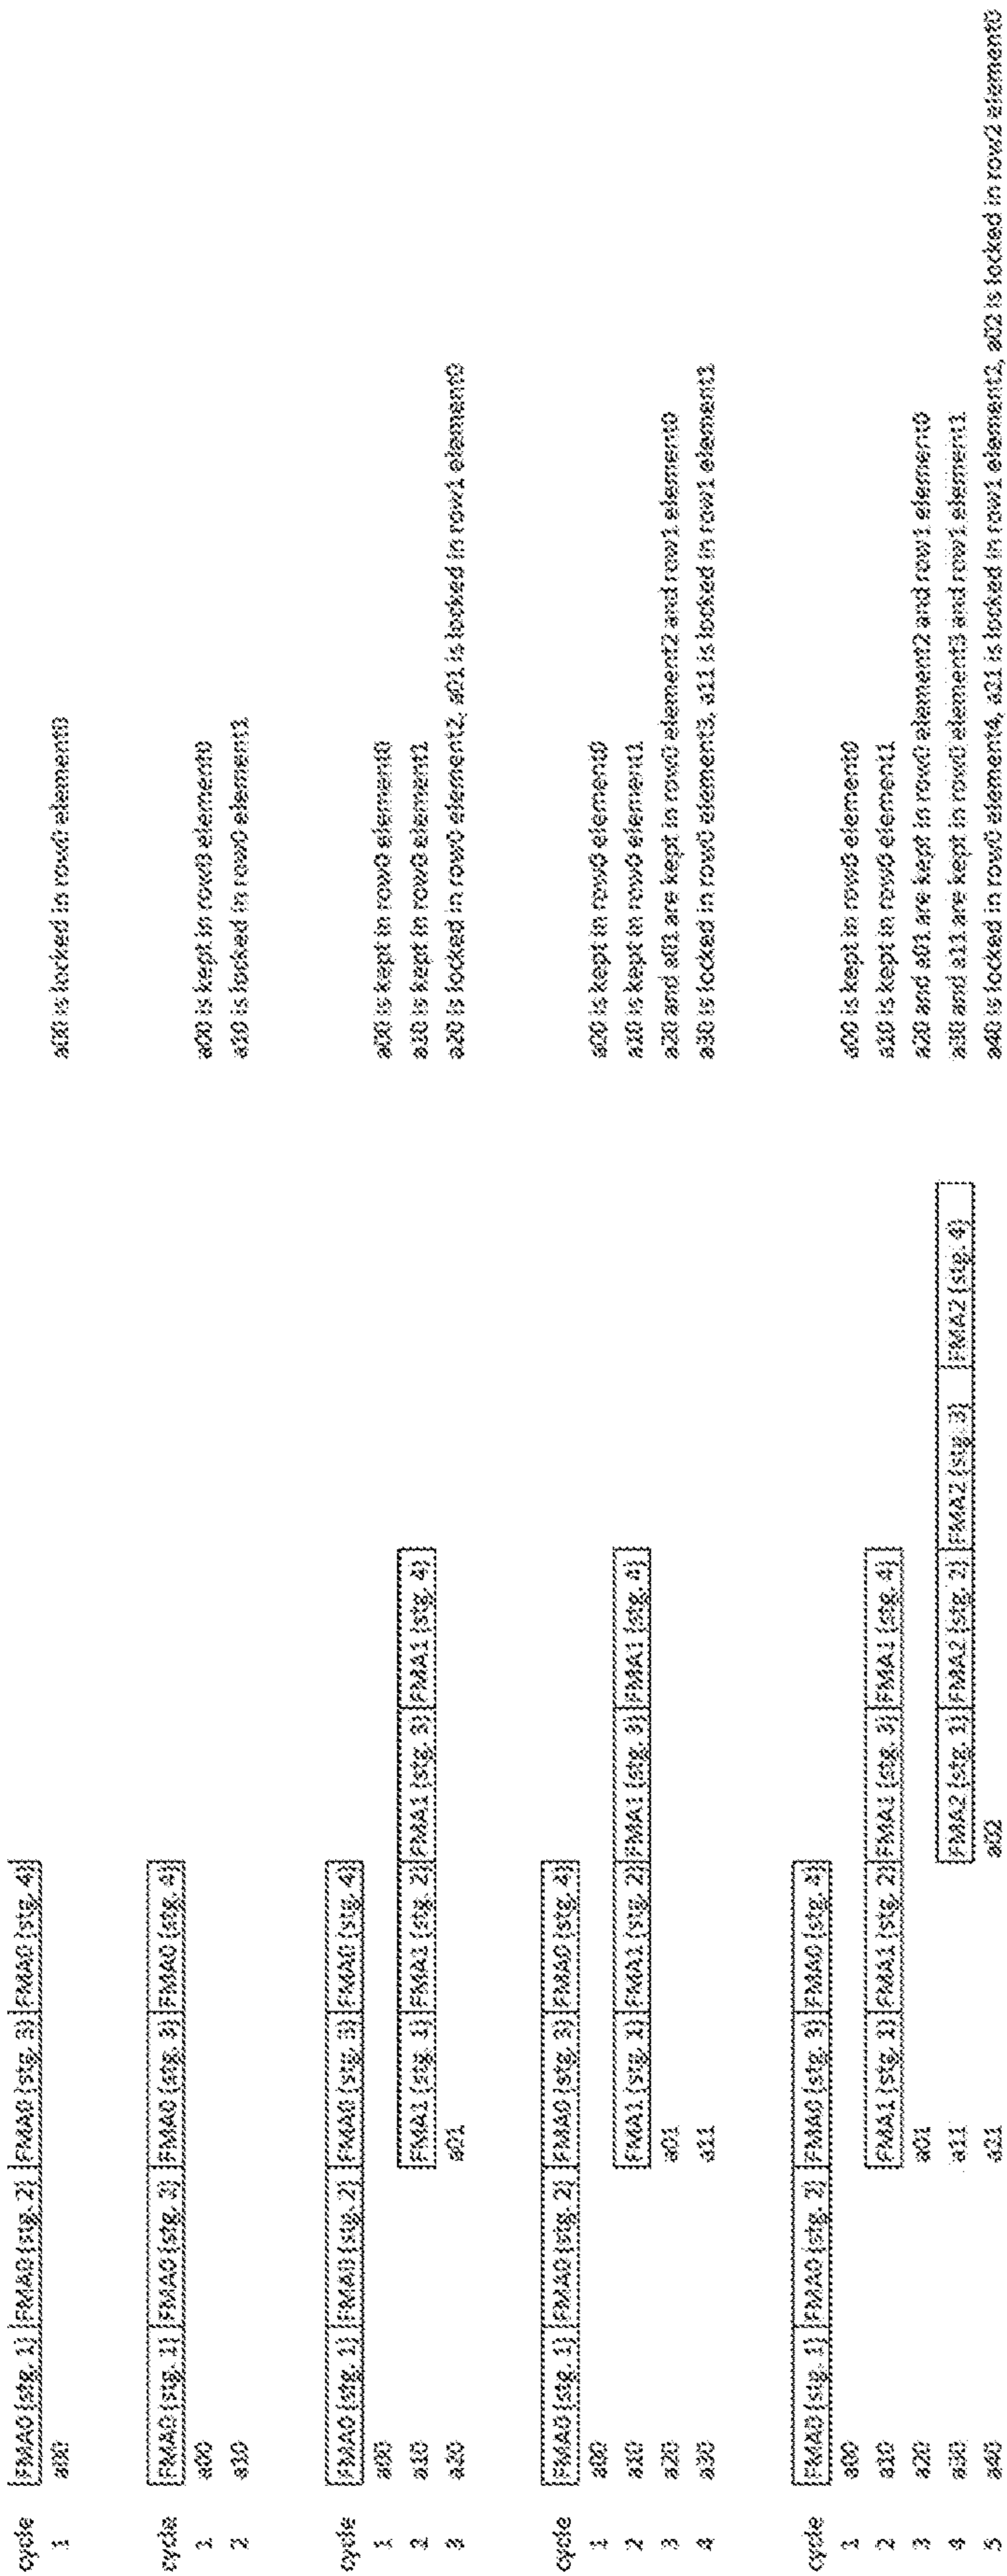 cycle FMA0 (stg. 1) FMA0 (stg. 2) FMA0 (stg. 3) FMA0 (stg. 4)
1 a00 a00 is locked in row0 element0
cycle FMA0 (stg. 1) FMA0 (stg. 2) FMA0 (stg. 3) FMA0 (stg. 4)
1 a00 a00 is kept in row0 element0
2 a10 a10 is locked in row0 element1
cycle FMA0 (stg. 1) FMA0 (stg. 2) FMA0 (stg. 3) FMA0 (stg. 4)
1 a00 a00 is kept in row0 element0
2 a10 FMA1 (stg. 1) FMA1 (stg. 2) FMA1 (stg. 3) FMA1 (stg. 4) a10 is kept in row0 element1
3 a20 a01 a20 is locked in row0 element2, a01 is locked in row1 element0
cycle FMA0 (stg. 1) FMA0 (stg. 2) FMA0 (stg. 3) FMA0 (stg. 4)
1 a00 a00 is kept in row0 element0
2 a10 FMA1 (stg. 1) FMA1 (stg. 2) FMA1 (stg. 3) FMA1 (stg. 4) a10 is kept in row0 element1
3 a20 a01 a20 and a01 are kept in row0 element2 and row1 element0
4 a30 a11 a30 is locked in row0 element3, a11 is locked in row1 element1
cycle FMA0 (stg. 1) FMA0 (stg. 2) FMA0 (stg. 3) FMA0 (stg. 4)
1 a00 a00 is kept in row0 element0
2 a10 FMA1 (stg. 1) FMA1 (stg. 2) FMA1 (stg. 3) FMA1 (stg. 4) a10 is kept in row0 element1
3 a20 a01 a20 and a01 are kept in row0 element2 and row1 element0
4 a30 a11 FMA2 (stg. 1) FMA2 (stg. 2) FMA2 (stg. 3) FMA2 (stg. 4) a30 and a11 are kept in row0 element3 and row1 element1
5 a40 a21 a02 a40 is locked in row0 element4, a21 is locked in row1 element2, a02 is locked in row2 element0